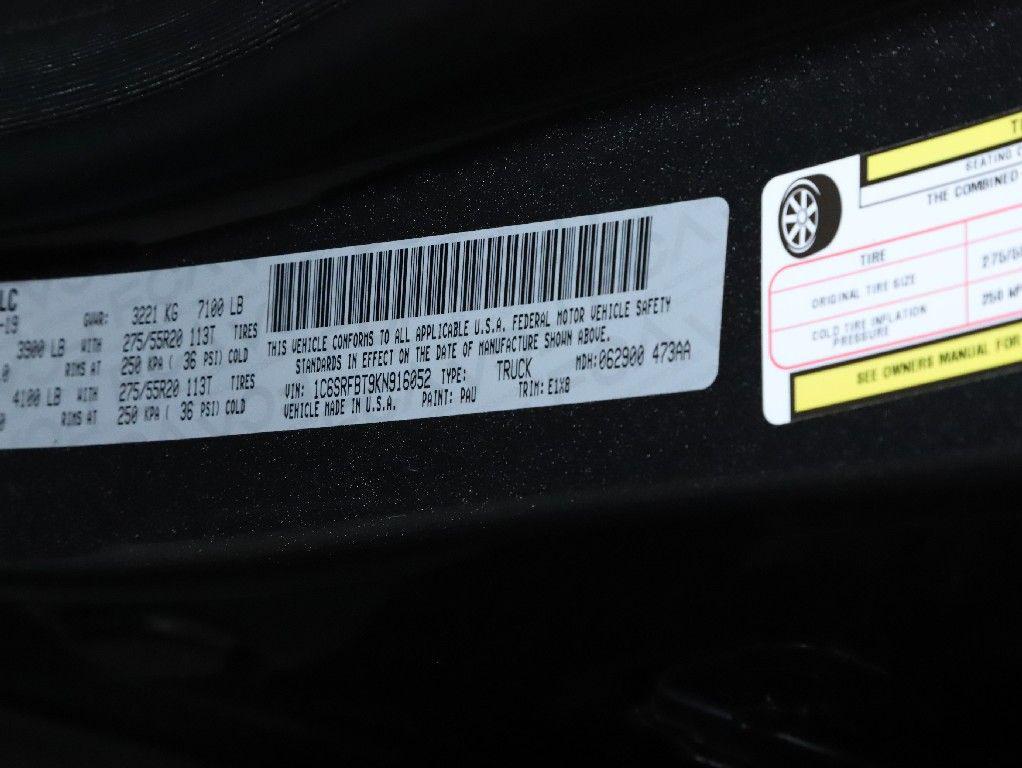 LC
-19
GVWR: 3221 KG 7100 LB
3900 LB WITH 275/55R20 113T TIRES
RIMS AT 250 KPA ( 36 PSI) COLD
4100 LB WITH 275/55R20 113T TIRES
RIMS AT 250 KPA ( 36 PSI) COLD
THIS VEHICLE CONFORMS TO ALL APPLICABLE U.S.A. FEDERAL MOTOR VEHICLE SAFETY
STANDARDS IN EFFECT ON THE DATE OF MANUFACTURE SHOWN ABOVE.
VIN: 1C6SRFBT9KN916052 TYPE: TRUCK MDH: 062900 473AA
VEHICLE MADE IN U.S.A. PAINT: PAU TRIM: E1X8
SEATING
THE COMBINED
TIRE
ORIGINAL TIRE SIZE 275/5
COLD TIRE INFLATION PRESSURE 250 KP
SEE OWNERS MANUAL FOR